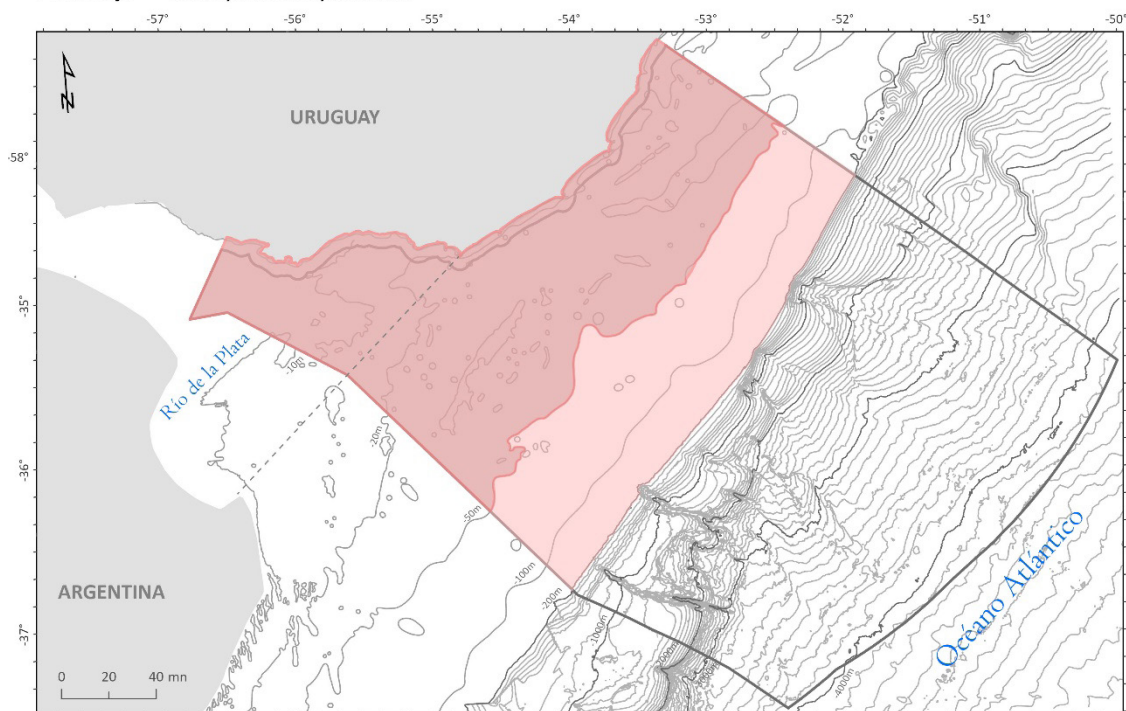 -57°
-56°
-55°
-54°
-53°
-52°
-51°
-50°
N
URUGUAY
-58°
-35°
Río de la Plata
-10m
-20m
-36°
-50m
-100m
-200m
ARGENTINA
-37°
-1000m
-4000m
Océano Atlántico
0 20 40 mn